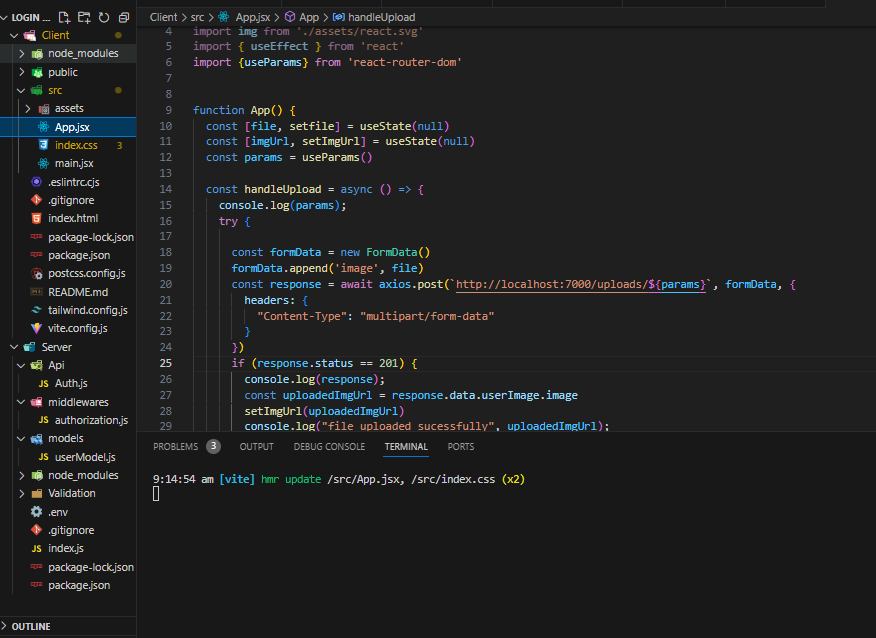 LOGIN ...
Client
node_modules
public
src
assets
App.jsx
index.css 3
main.jsx
.eslintrc.cjs
.gitignore
index.html
package-lock.json
package.json
postcss.config.js
README.md
tailwind.config.js
vite.config.js
Server
Api
JS Auth.js
middlewares
JS authorization.js
models
JS userModel.js
node_modules
Validation
.env
.gitignore
JS index.js
package-lock.json
package.json
OUTLINE
Client > src > App.jsx > App > handleUpload
4 import img from './assets/react.svg'
5 import { useEffect } from 'react'
6 import {useParams} from 'react-router-dom'
7
8
9 function App() {
10 const [file, setfile] = useState(null)
11 const [imgUrl, setImgUrl] = useState(null)
12 const params = useParams()
13
14 const handleUpload = async () => {
15 console.log(params);
16 try {
17
18 const formData = new FormData()
19 formData.append('image', file)
20 const response = await axios.post(`http://localhost:7000/uploads/${params}`, formData, {
21 headers: {
22 "Content-Type": "multipart/form-data"
23 }
24 })
25 if (response.status == 201) {
26 console.log(response);
27 const uploadedImgUrl = response.data.userImage.image
28 setImgUrl(uploadedImgUrl)
29 console.log("file uploaded sucessfully", uploadedImgUrl);
PROBLEMS 3 OUTPUT DEBUG CONSOLE TERMINAL PORTS
9:14:54 am [vite] hmr update /src/App.jsx, /src/index.css (x2)